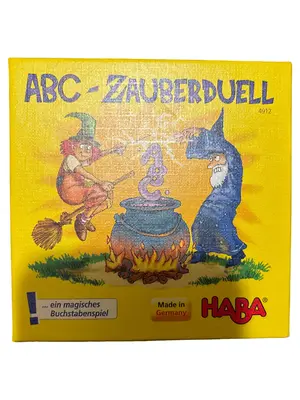 ABC - ZAUBERDUELL
4912
... ein magisches
Buchstabenspiel
Made in
Germany
HABA